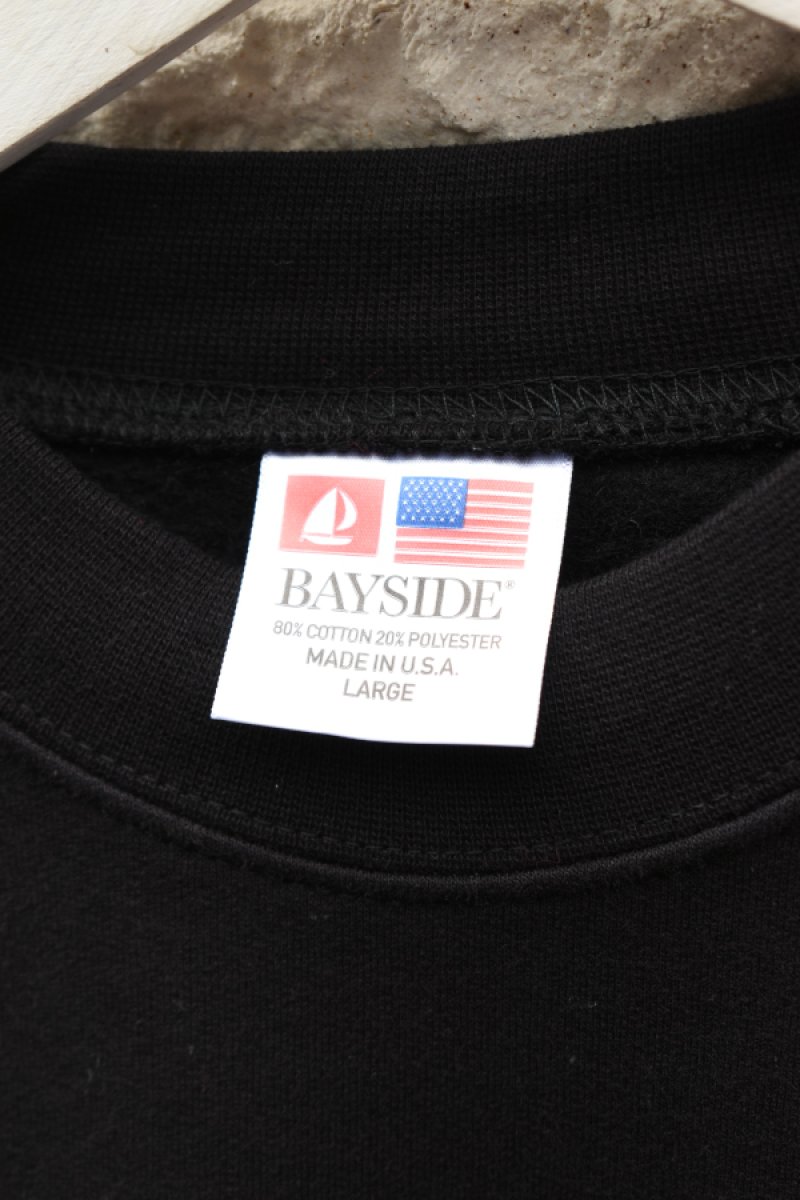 BAYSIDE®
80% COTTON 20% POLYESTER
MADE IN U.S.A.
LARGE